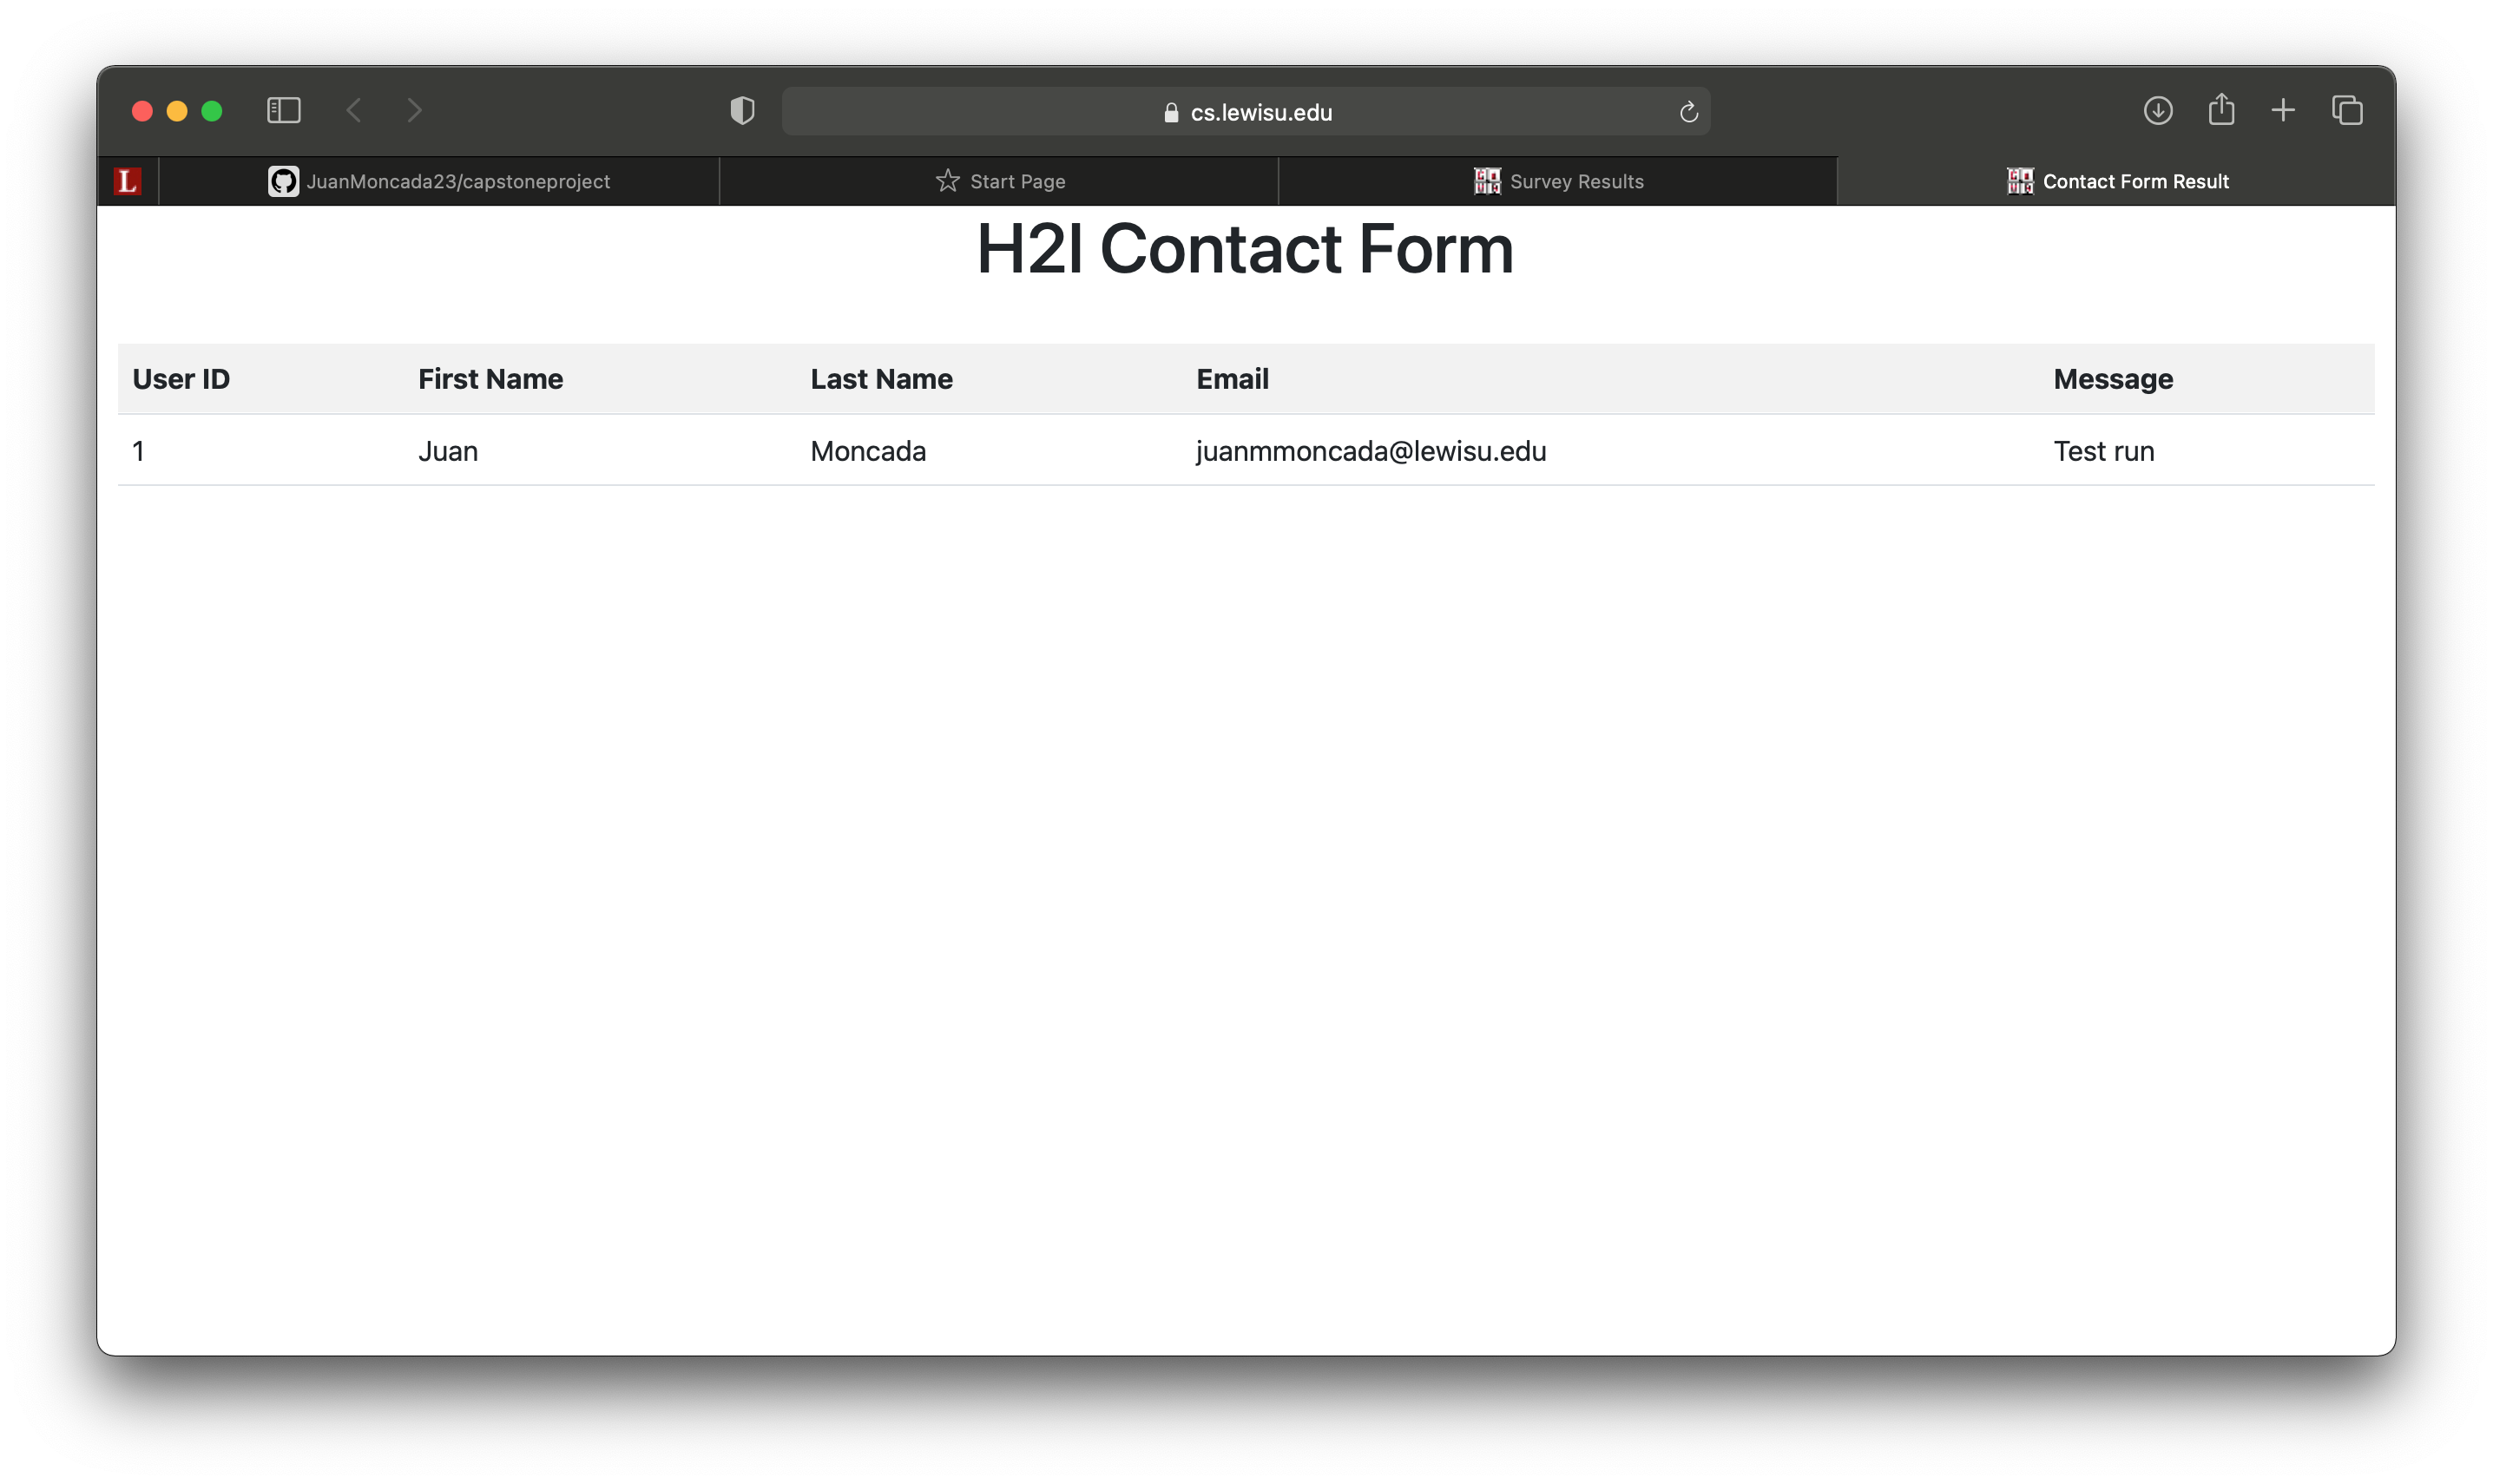 cs.lewisu.edu
L JuanMoncada23/capstoneproject Start Page Survey Results Contact Form Result
H2I Contact Form
User ID First Name Last Name Email Message
1 Juan Moncada juanmmoncada@lewisu.edu Test run